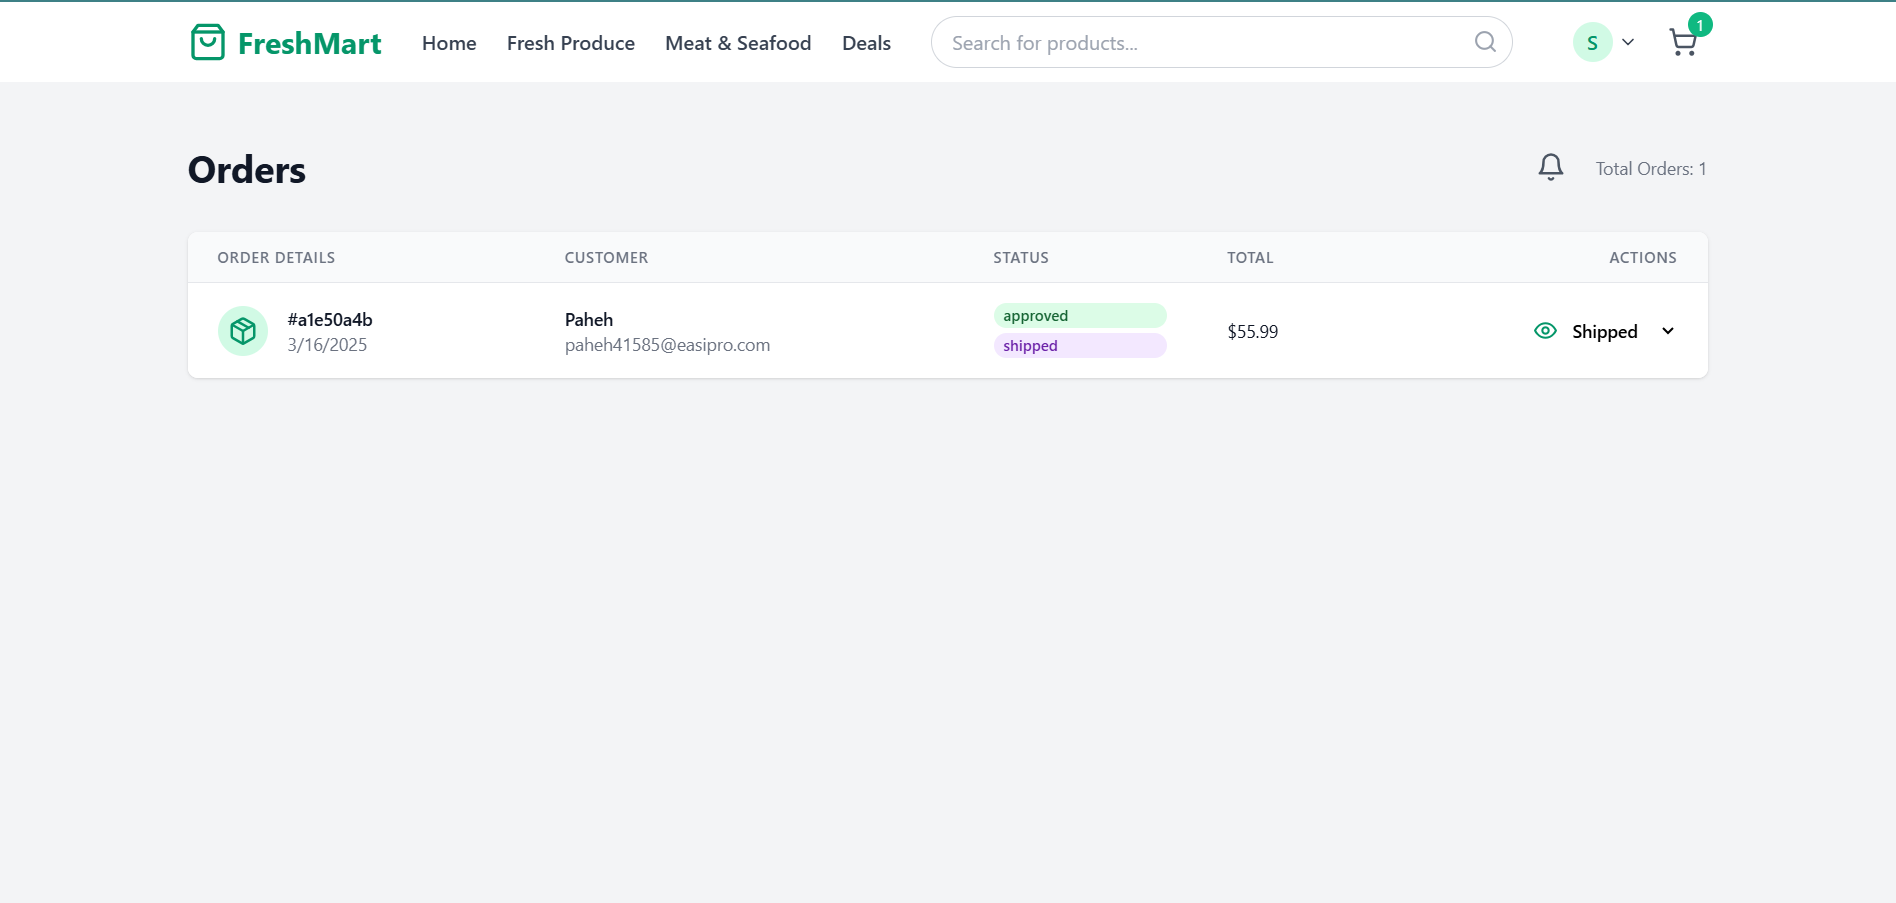 FreshMart
Home
Fresh Produce
Meat & Seafood
Deals
Search for products...
S
1
Orders
Total Orders: 1
ORDER DETAILS
CUSTOMER
STATUS
TOTAL
ACTIONS
#a1e50a4b
3/16/2025
Paheh
paheh41585@easipro.com
approved
shipped
$55.99
Shipped